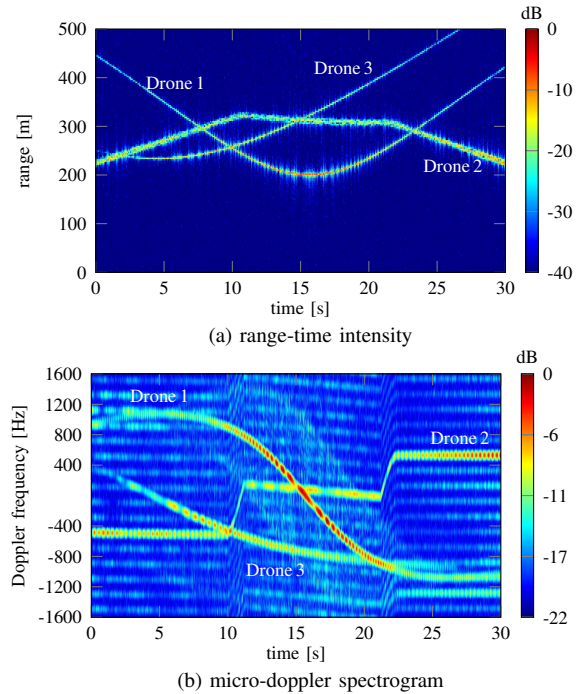 dB
500
400
300
200
100
0
range [m]
Drone 1
Drone 3
Drone 2
0
-10
-20
-30
-40
0 5 10 15 20 25 30
time [s]
(a) range-time intensity
dB
1600
1200
800
400
-400
-800
-1200
-1600
Doppler frequency [Hz]
Drone 1
Drone 2
Drone 3
0
-6
-11
-17
-22
0 5 10 15 20 25 30
time [s]
(b) micro-doppler spectrogram